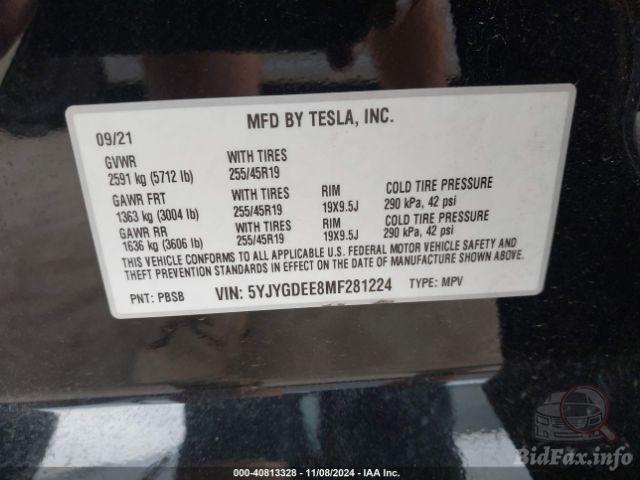 MFD BY TESLA, INC.
09/21
GVWR WITH TIRES
2591 kg (5712 lb) 255/45R19
GAWR FRT WITH TIRES RIM COLD TIRE PRESSURE
1363 kg (3004 lb) 255/45R19 19X9.5J 290 kPa, 42 psi
GAWR RR WITH TIRES RIM COLD TIRE PRESSURE
1636 kg (3606 lb) 255/45R19 19X9.5J 290 kPa, 42 psi
THIS VEHICLE CONFORMS TO ALL APPLICABLE U.S. FEDERAL MOTOR VEHICLE SAFETY AND
THEFT PREVENTION STANDARDS IN EFFECT ON THE DATE OF MANUFACTURE SHOWN ABOVE.
PNT: PBSB VIN: 5YJYGDEE8MF281224 TYPE: MPV
BidFax.info
00-40813328 - 11/08/2024 - IAA Inc.